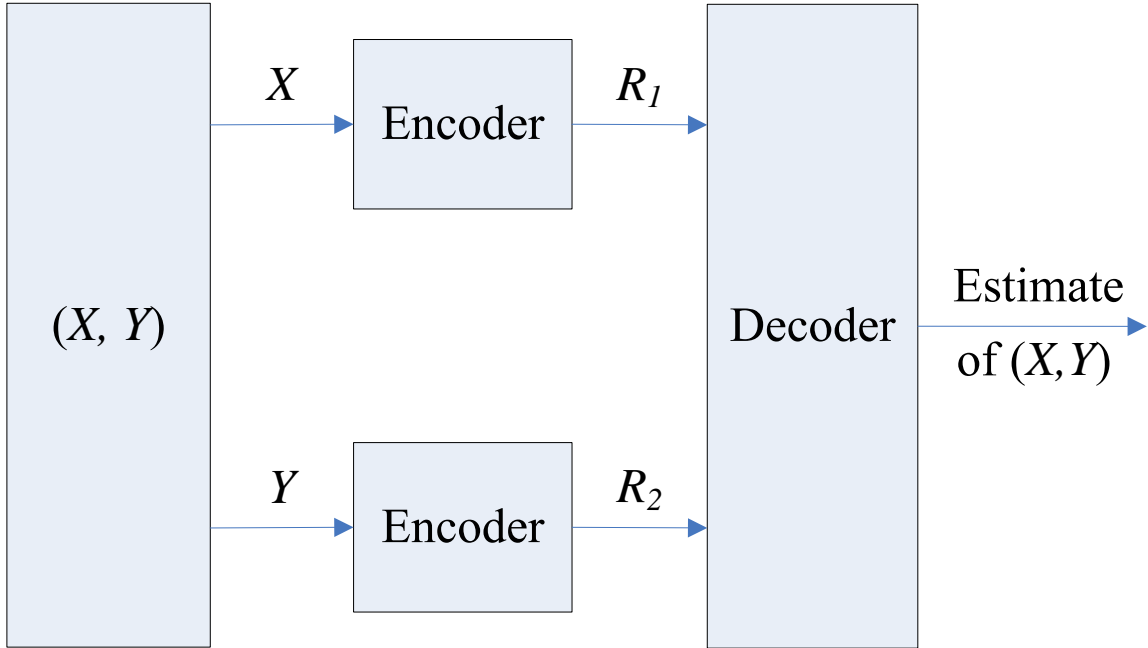 (X, Y)
X
Encoder
R1
Y
Encoder
R2
Decoder
Estimate
of (X,Y)